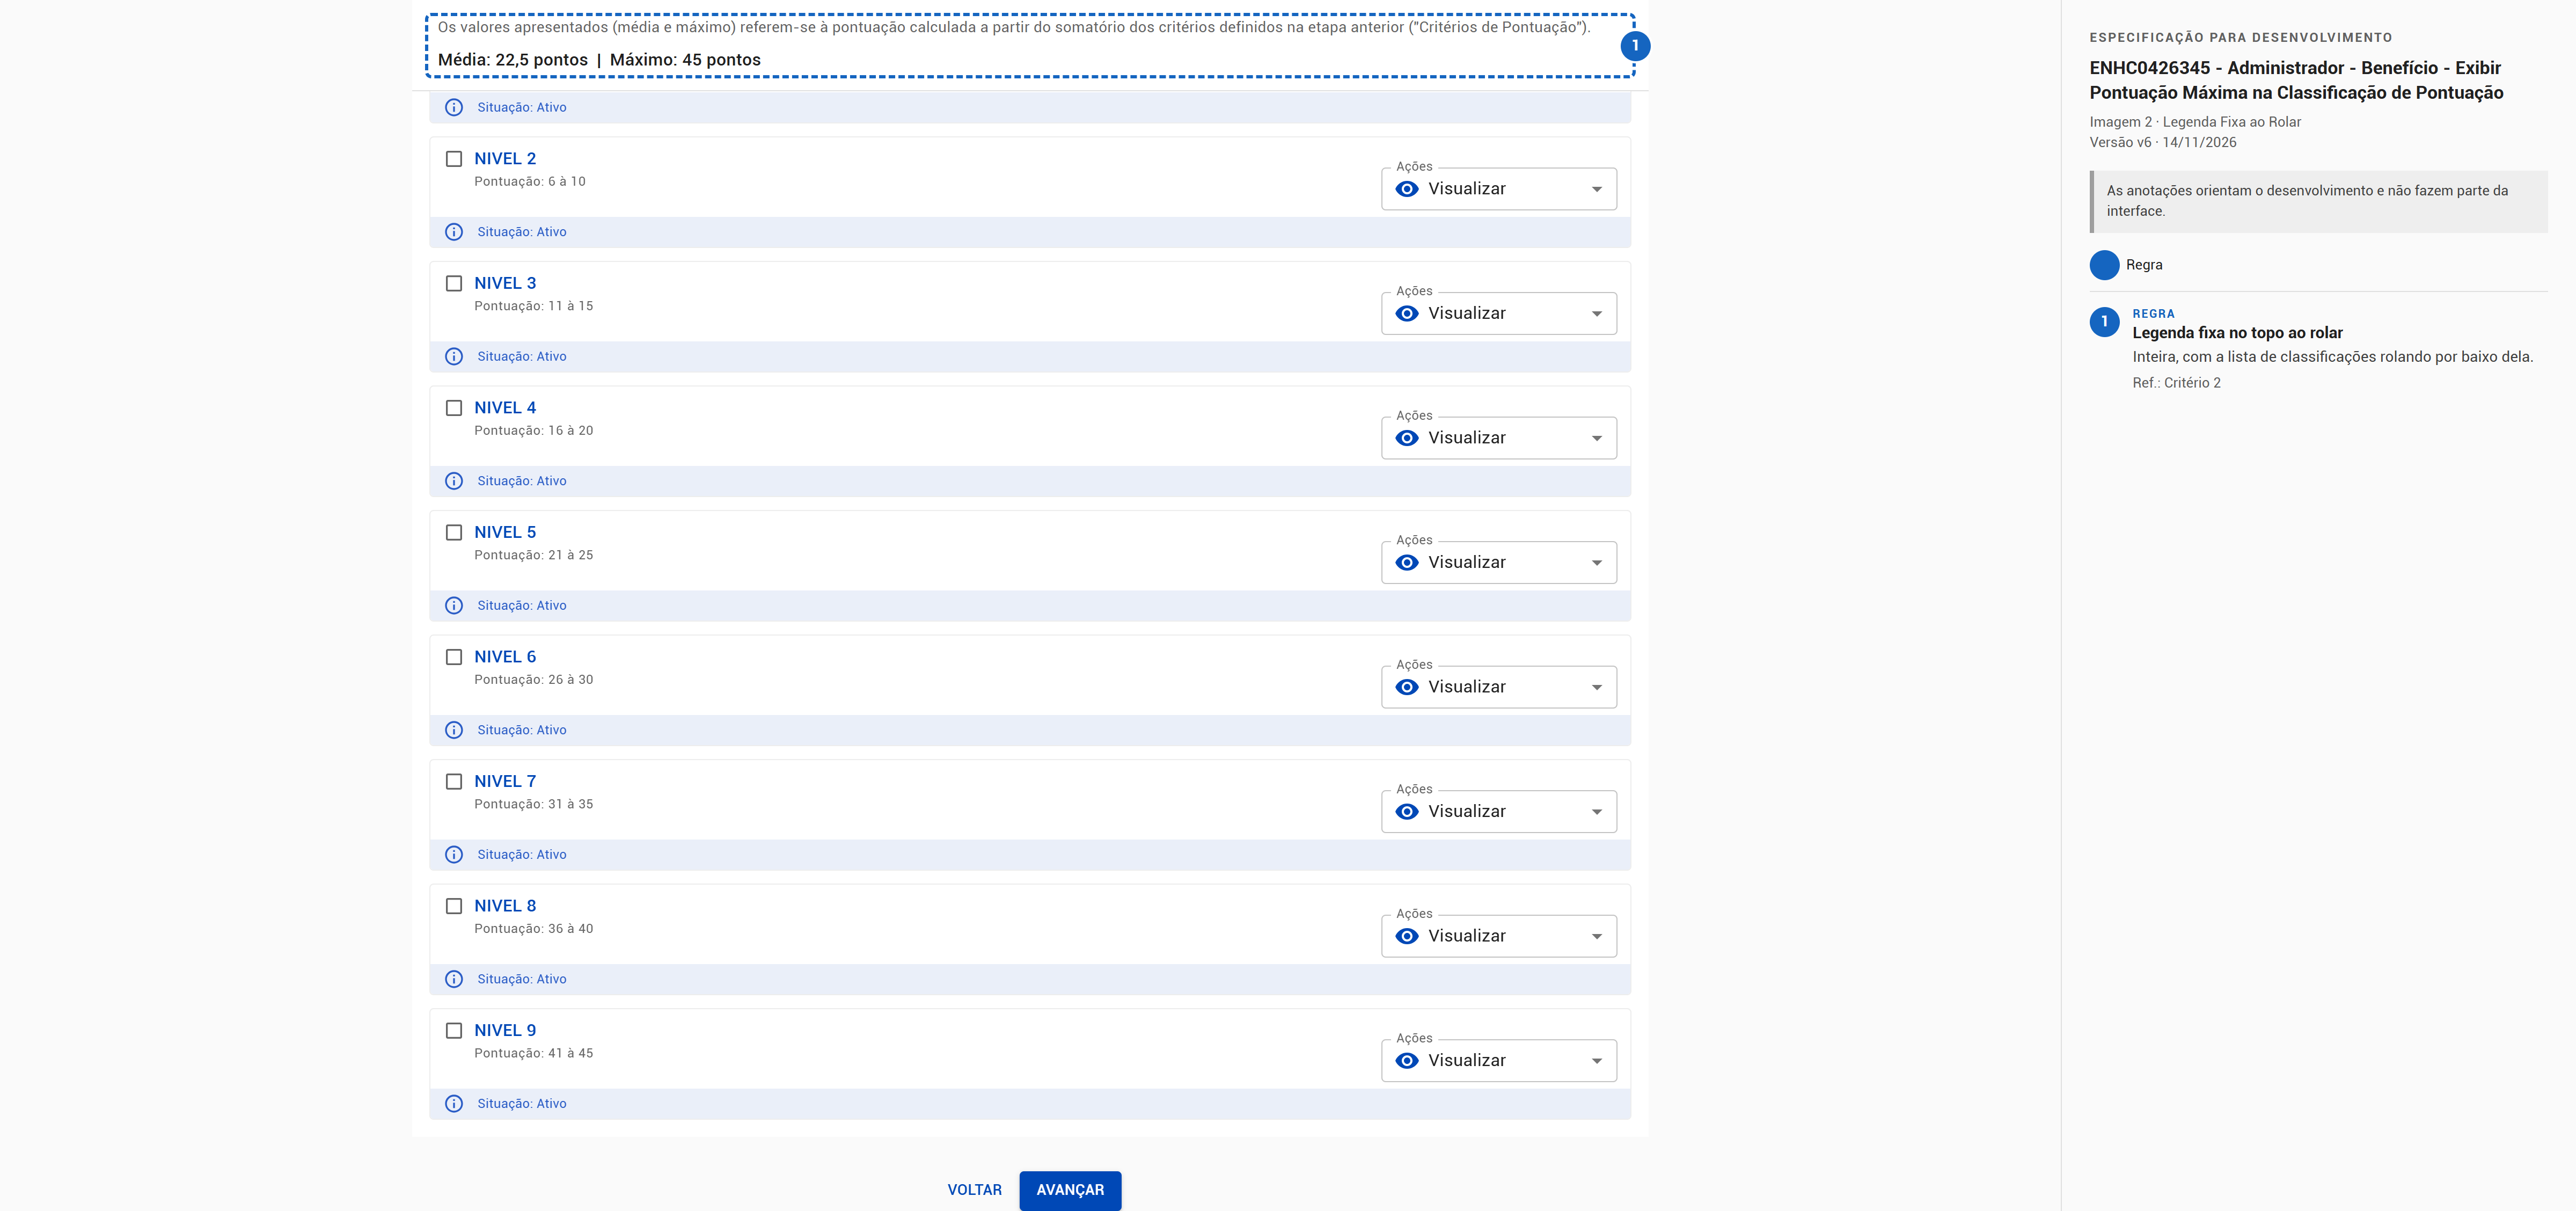 Os valores apresentados (média e máximo) referem-se à pontuação calculada a partir do somatório dos critérios definidos na etapa anterior ("Critérios de Pontuação").
Média: 22,5 pontos | Máximo: 45 pontos
1
Situação: Ativo
NIVEL 2
Pontuação: 6 à 10
Ações
Visualizar
Situação: Ativo
NIVEL 3
Pontuação: 11 à 15
Ações
Visualizar
Situação: Ativo
NIVEL 4
Pontuação: 16 à 20
Ações
Visualizar
Situação: Ativo
NIVEL 5
Pontuação: 21 à 25
Ações
Visualizar
Situação: Ativo
NIVEL 6
Pontuação: 26 à 30
Ações
Visualizar
Situação: Ativo
NIVEL 7
Pontuação: 31 à 35
Ações
Visualizar
Situação: Ativo
NIVEL 8
Pontuação: 36 à 40
Ações
Visualizar
Situação: Ativo
NIVEL 9
Pontuação: 41 à 45
Ações
Visualizar
Situação: Ativo
VOLTAR
AVANÇAR
ESPECIFICAÇÃO PARA DESENVOLVIMENTO
ENHC0426345 - Administrador - Benefício - Exibir
Pontuação Máxima na Classificação de Pontuação
Imagem 2 · Legenda Fixa ao Rolar
Versão v6 · 14/11/2026
As anotações orientam o desenvolvimento e não fazem parte da
interface.
Regra
1
REGRA
Legenda fixa no topo ao rolar
Inteira, com a lista de classificações rolando por baixo dela.
Ref.: Critério 2